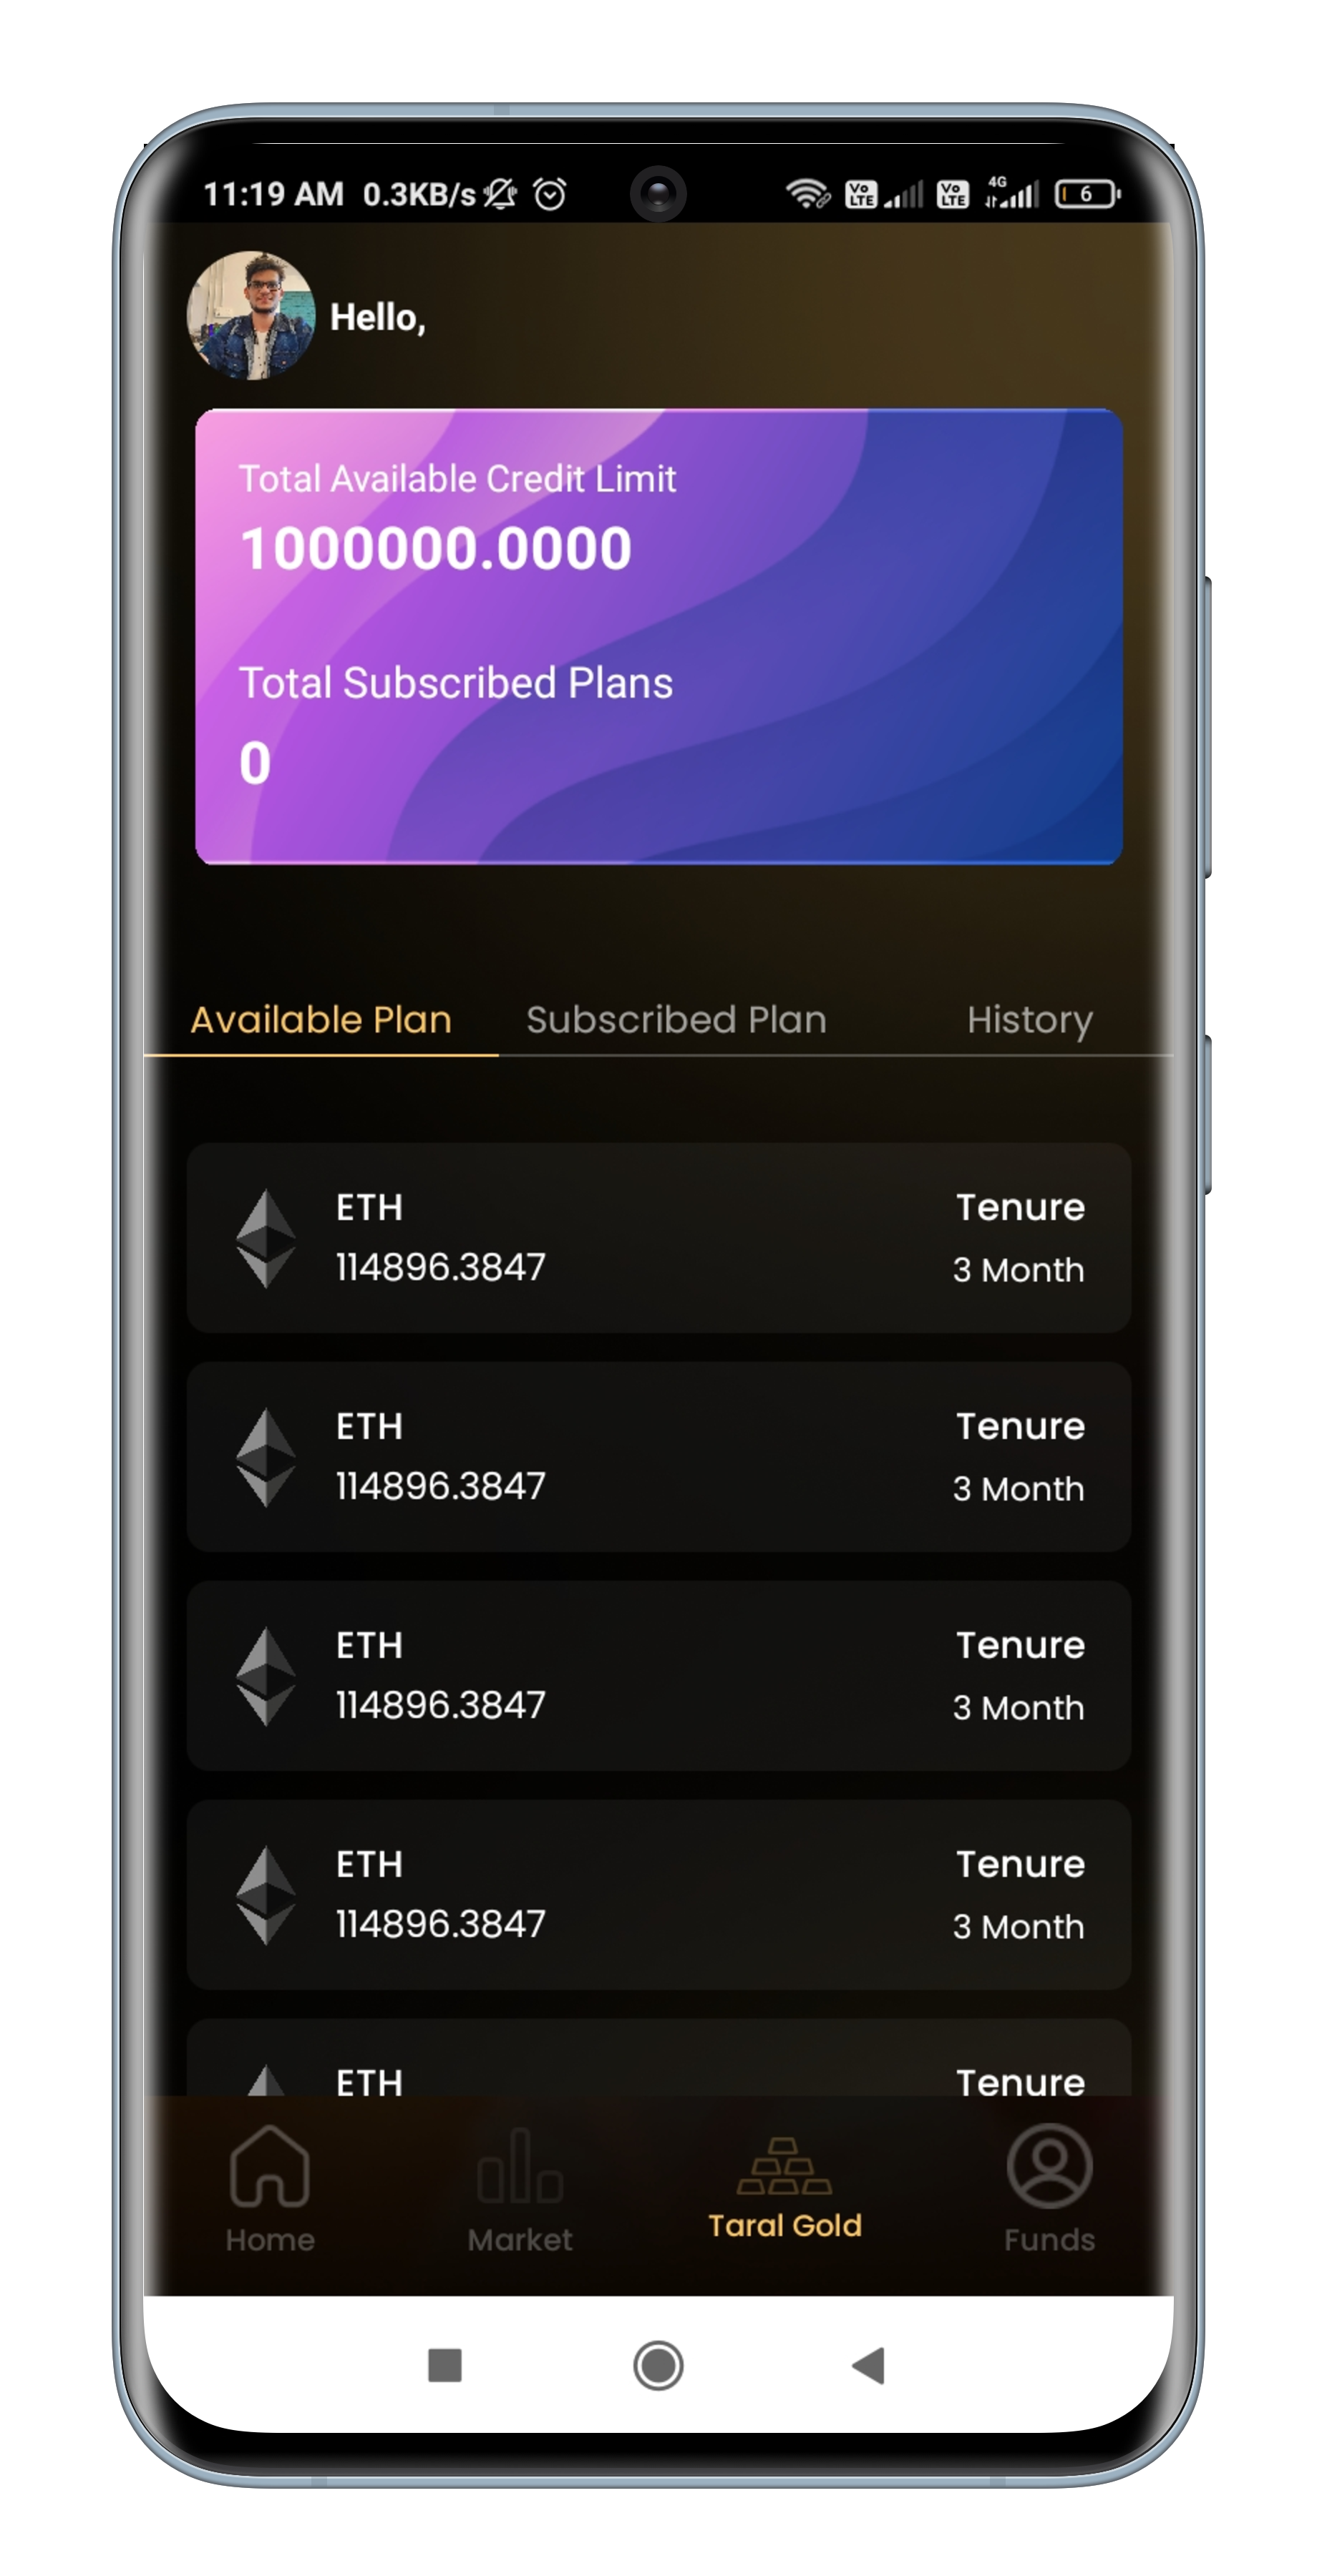 11:19 AM 0.3KB/s Vo LTE Vo LTE 4G 6
Hello,
Total Available Credit Limit
1000000.0000
Total Subscribed Plans
0
Available Plan Subscribed Plan History
ETH Tenure
114896.3847 3 Month
ETH Tenure
114896.3847 3 Month
ETH Tenure
114896.3847 3 Month
ETH Tenure
114896.3847 3 Month
ETH Tenure
Home Market Taral Gold Funds